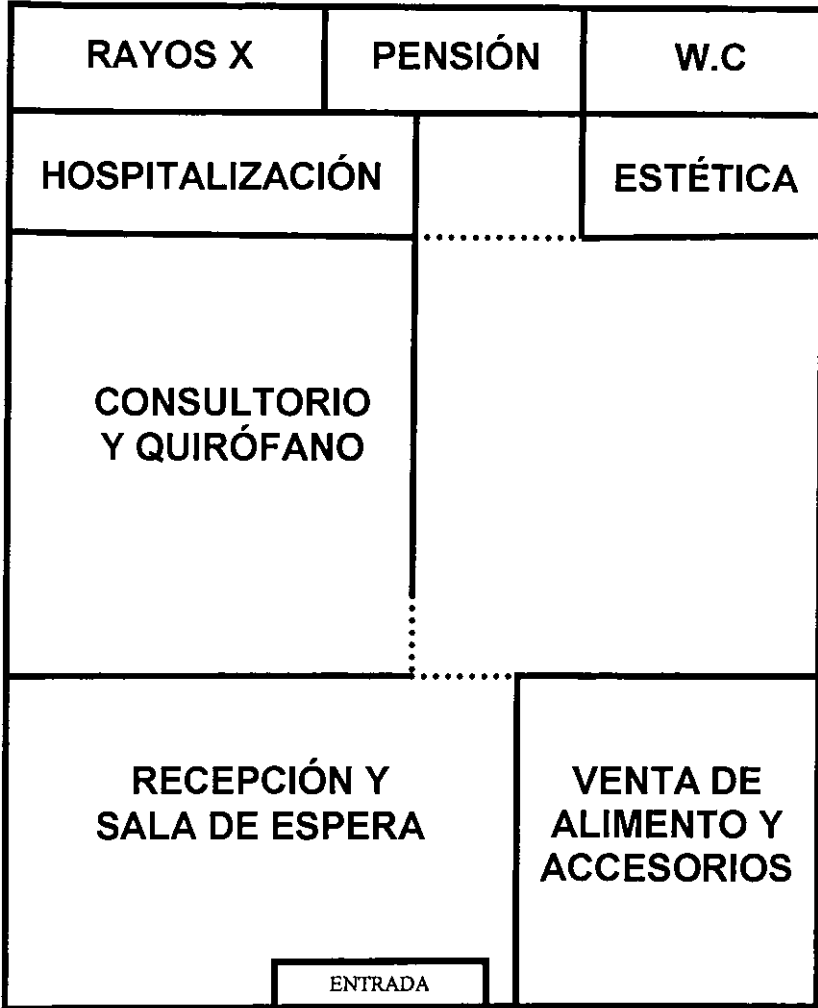 RAYOS X
PENSIÓN
W.C
HOSPITALIZACIÓN
ESTÉTICA
CONSULTORIO
Y QUIRÓFANO
RECEPCIÓN Y
SALA DE ESPERA
VENTA DE
ALIMENTO Y
ACCESORIOS
ENTRADA